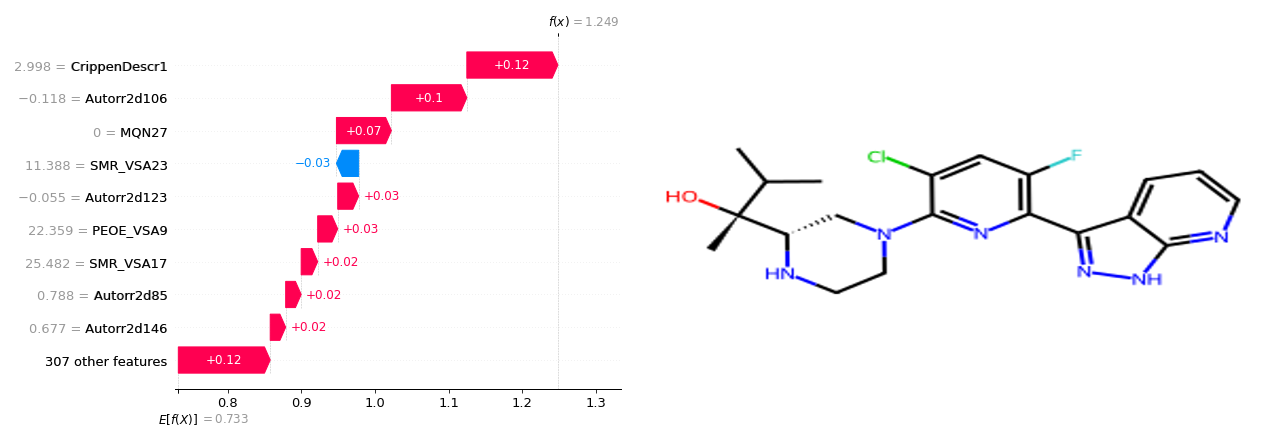 f(x) = 1.249
2.998 = CrippenDescr1
+0.12
−0.118 = Autorr2d106
+0.1
0 = MQN27
+0.07
11.388 = SMR_VSA23
−0.03
−0.055 = Autorr2d123
+0.03
22.359 = PEOE_VSA9
+0.03
25.482 = SMR_VSA17
+0.02
0.788 = Autorr2d85
+0.02
0.677 = Autorr2d146
+0.02
307 other features
+0.12
0.8 0.9 1.0 1.1 1.2 1.3
E[f(X)] = 0.733
Cl
F
HO
N
N
N
HN
N
NH